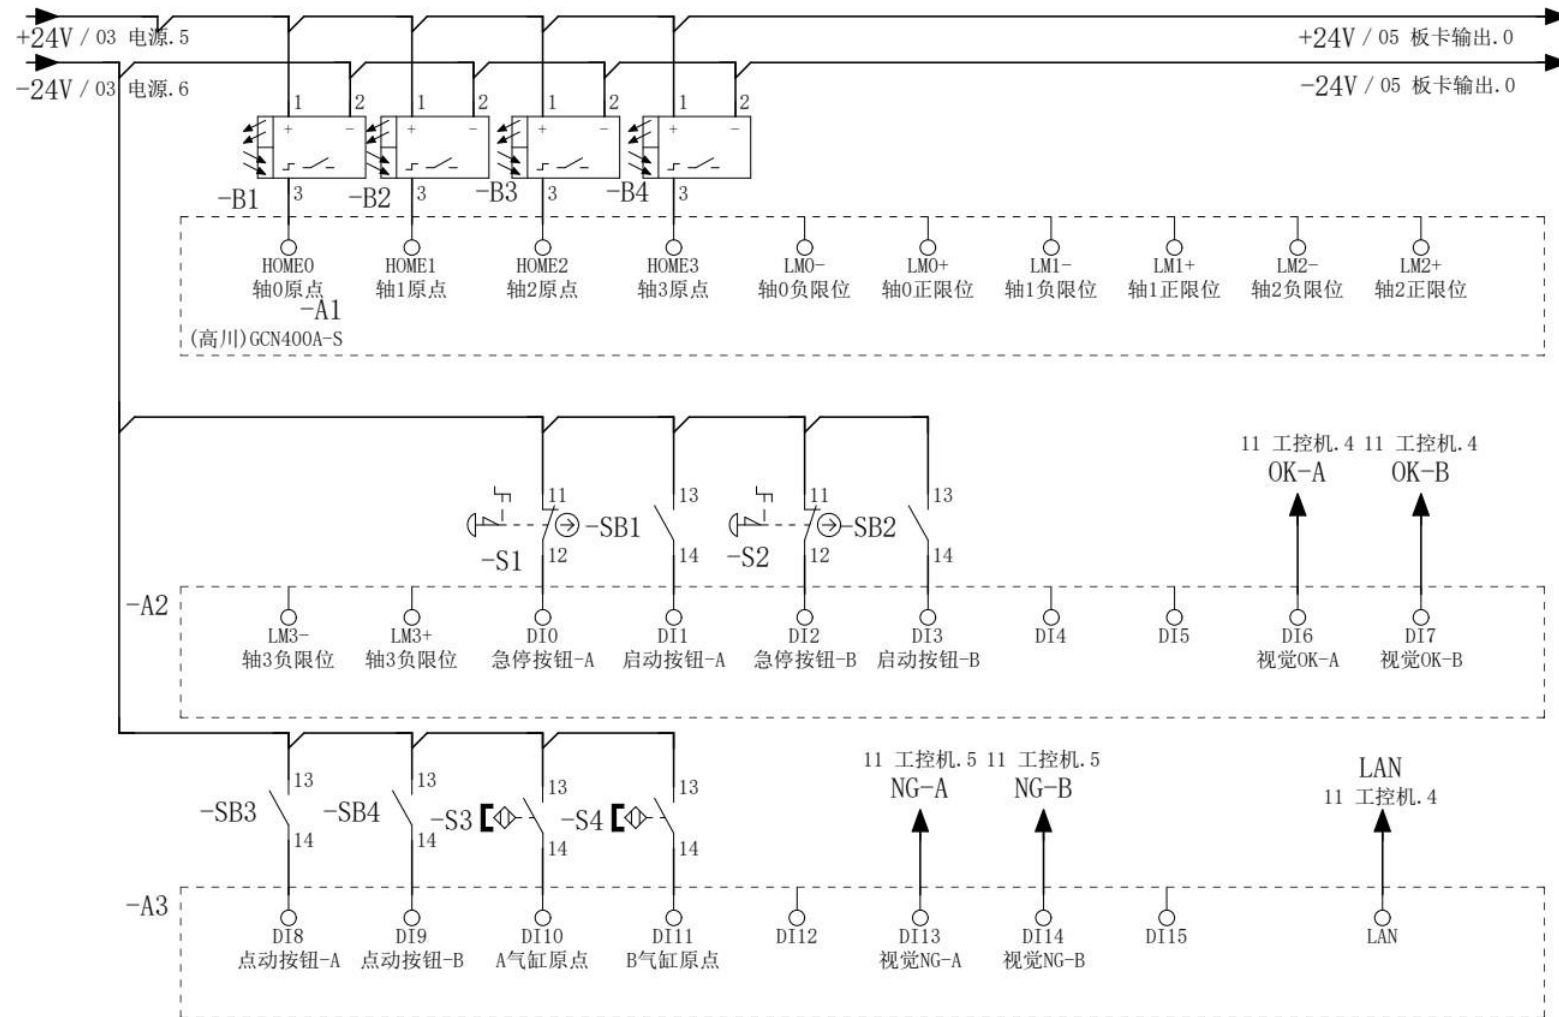 +24V / 03 电源.5
+24V / 05 板卡输出.0
-24V / 03 电源.6
-24V / 05 板卡输出.0
1 2 1 2 1 2 1 2
+ - + - + - + -
-B1 3 -B2 3 -B3 3 -B4 3
HOME0 HOME1 HOME2 HOME3 LM0- LM0+ LM1- LM1+ LM2- LM2+
轴0原点 轴1原点 轴2原点 轴3原点 轴0负限位 轴0正限位 轴1负限位 轴1正限位 轴2负限位 轴2正限位
-A1
(高川)GCN400A-S
11 工控机.4 11 工控机.4
OK-A OK-B
11 13 11 13
-SB1 -SB2
-S1 12 14 -S2 12 14
-A2
LM3- LM3+ DI0 DI1 DI2 DI3 DI4 DI5 DI6 DI7
轴3负限位 轴3负限位 急停按钮-A 启动按钮-A 急停按钮-B 启动按钮-B 视觉OK-A 视觉OK-B
11 工控机.5 11 工控机.5
NG-A NG-B
LAN
11 工控机.4
13 13 13 13
-SB3 -SB4 -S3 -S4
14 14 14 14
-A3
DI8 DI9 DI10 DI11 DI12 DI13 DI14 DI15 LAN
点动按钮-A 点动按钮-B A气缸原点 B气缸原点 视觉NG-A 视觉NG-B